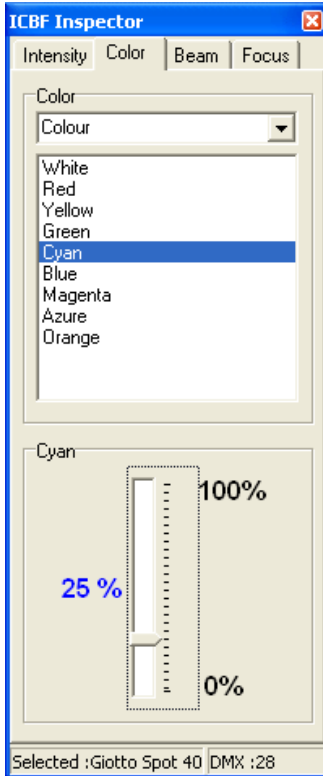 ICBF Inspector
Intensity Color Beam Focus
Color
Colour
White
Red
Yellow
Green
Cyan
Blue
Magenta
Azure
Orange
Cyan
100%
25 %
0%
Selected :Giotto Spot 40 DMX :28